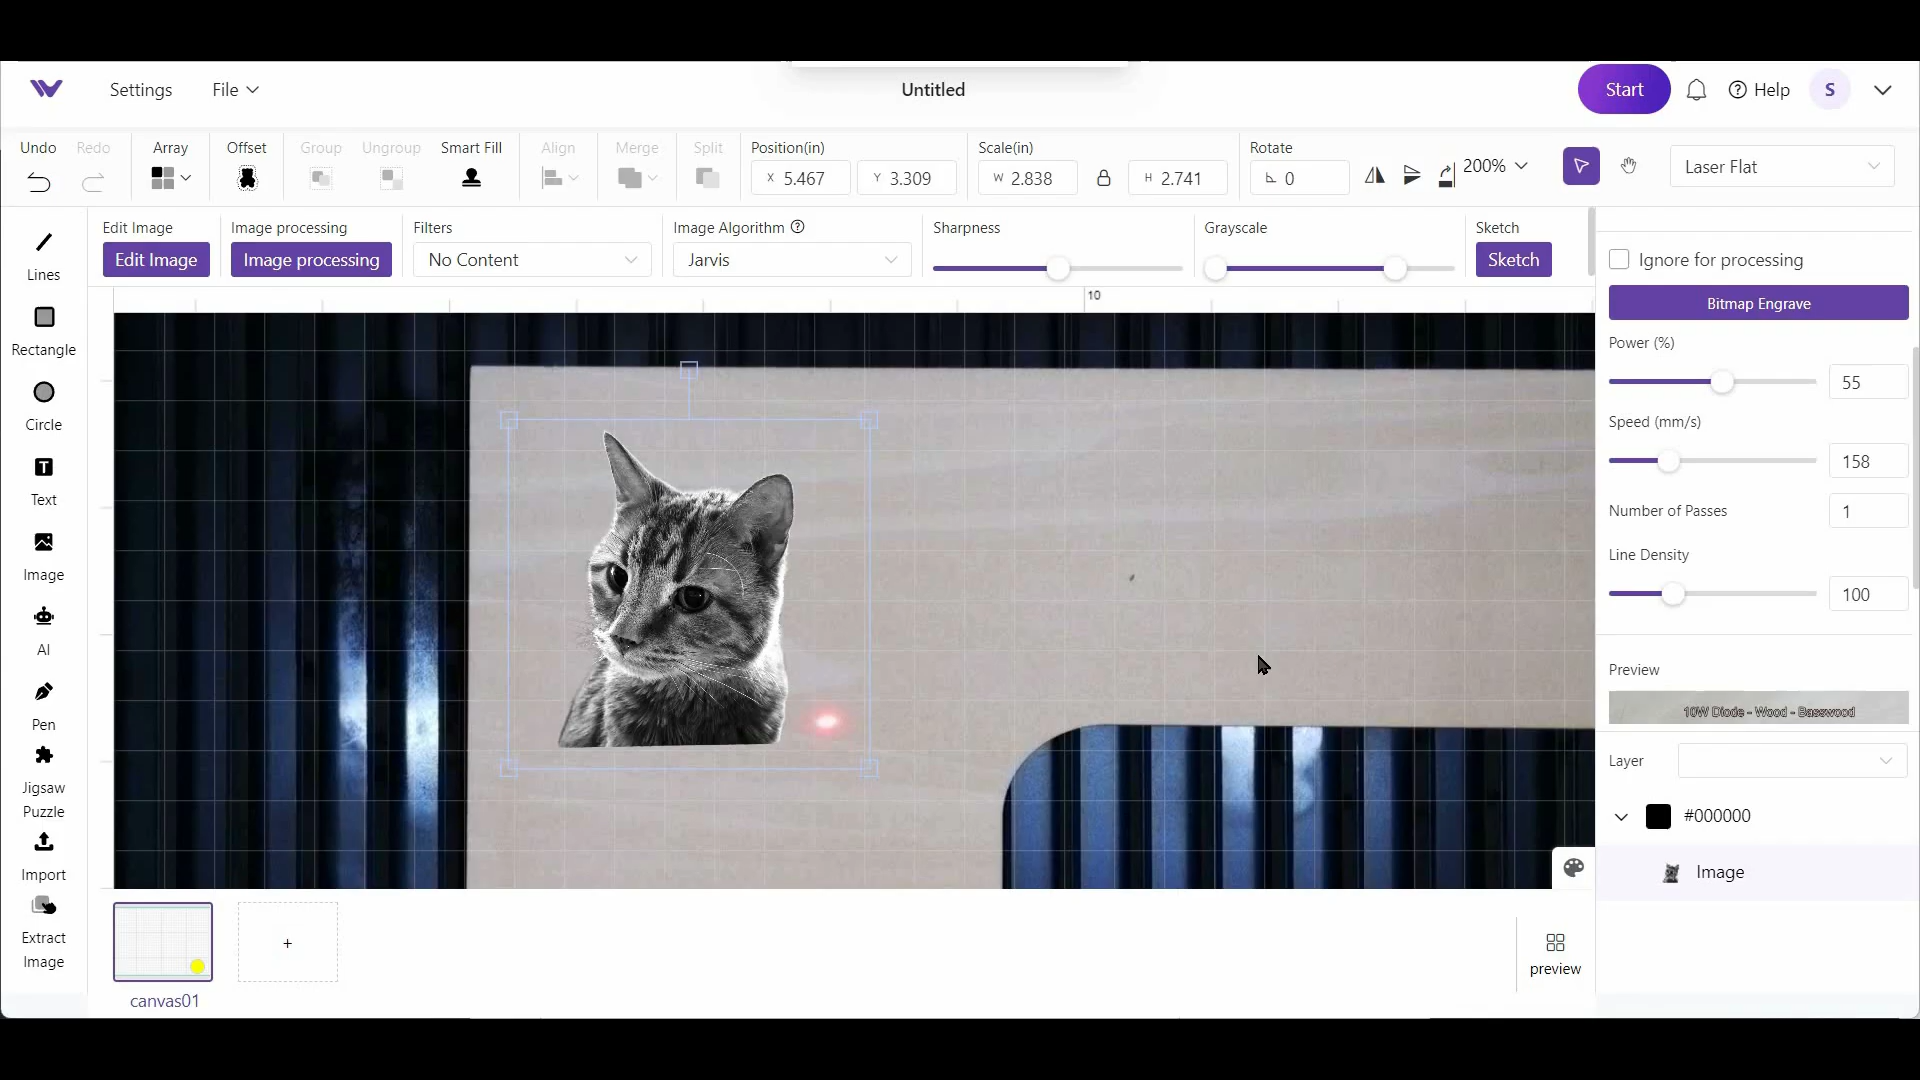 Settings File Untitled Start Help S
Undo Redo Array Offset Group Ungroup Smart Fill Align Merge Split Position(in) Scale(in) Rotate
X 5.467 Y 3.309 W 2.838 H 2.741 0 200% Laser Flat
Edit Image Image processing Filters Image Algorithm Sharpness Grayscale Sketch
Edit Image Image processing No Content Jarvis Sketch
Lines
Rectangle
Circle
Text
Image
AI
Pen
Jigsaw
Puzzle
Import
Extract
Image
10
canvas01
+
preview
Ignore for processing
Bitmap Engrave
Power (%)
55
Speed (mm/s)
158
Number of Passes 1
Line Density
100
Preview
10W Diode - Wood - Basswood
Layer
#000000
Image